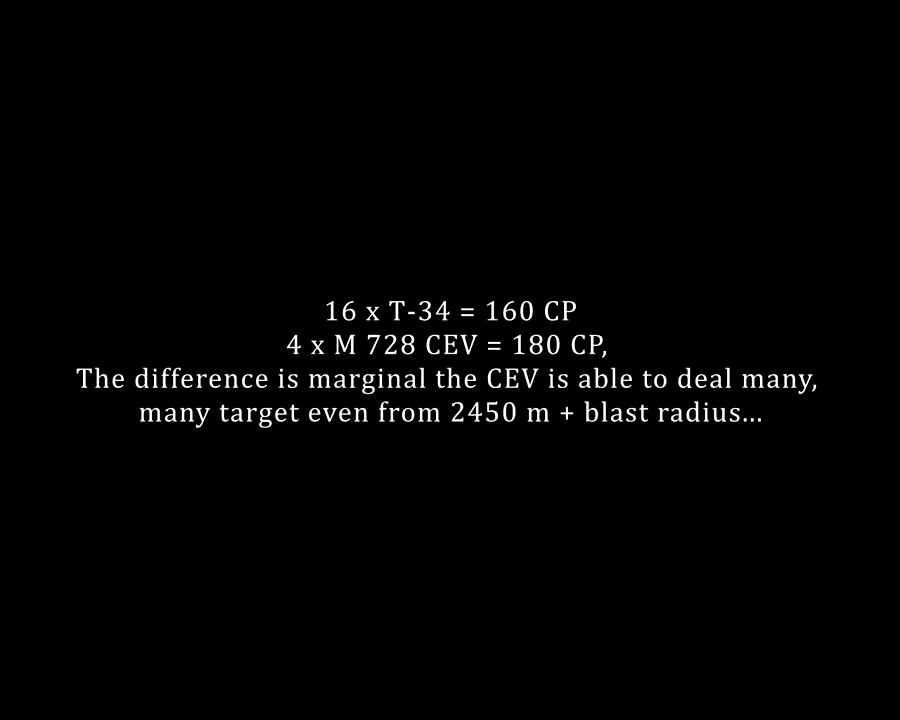 16 x T-34 = 160 CP
4 x M 728 CEV = 180 CP,
The difference is marginal the CEV is able to deal many,
many target even from 2450 m + blast radius...